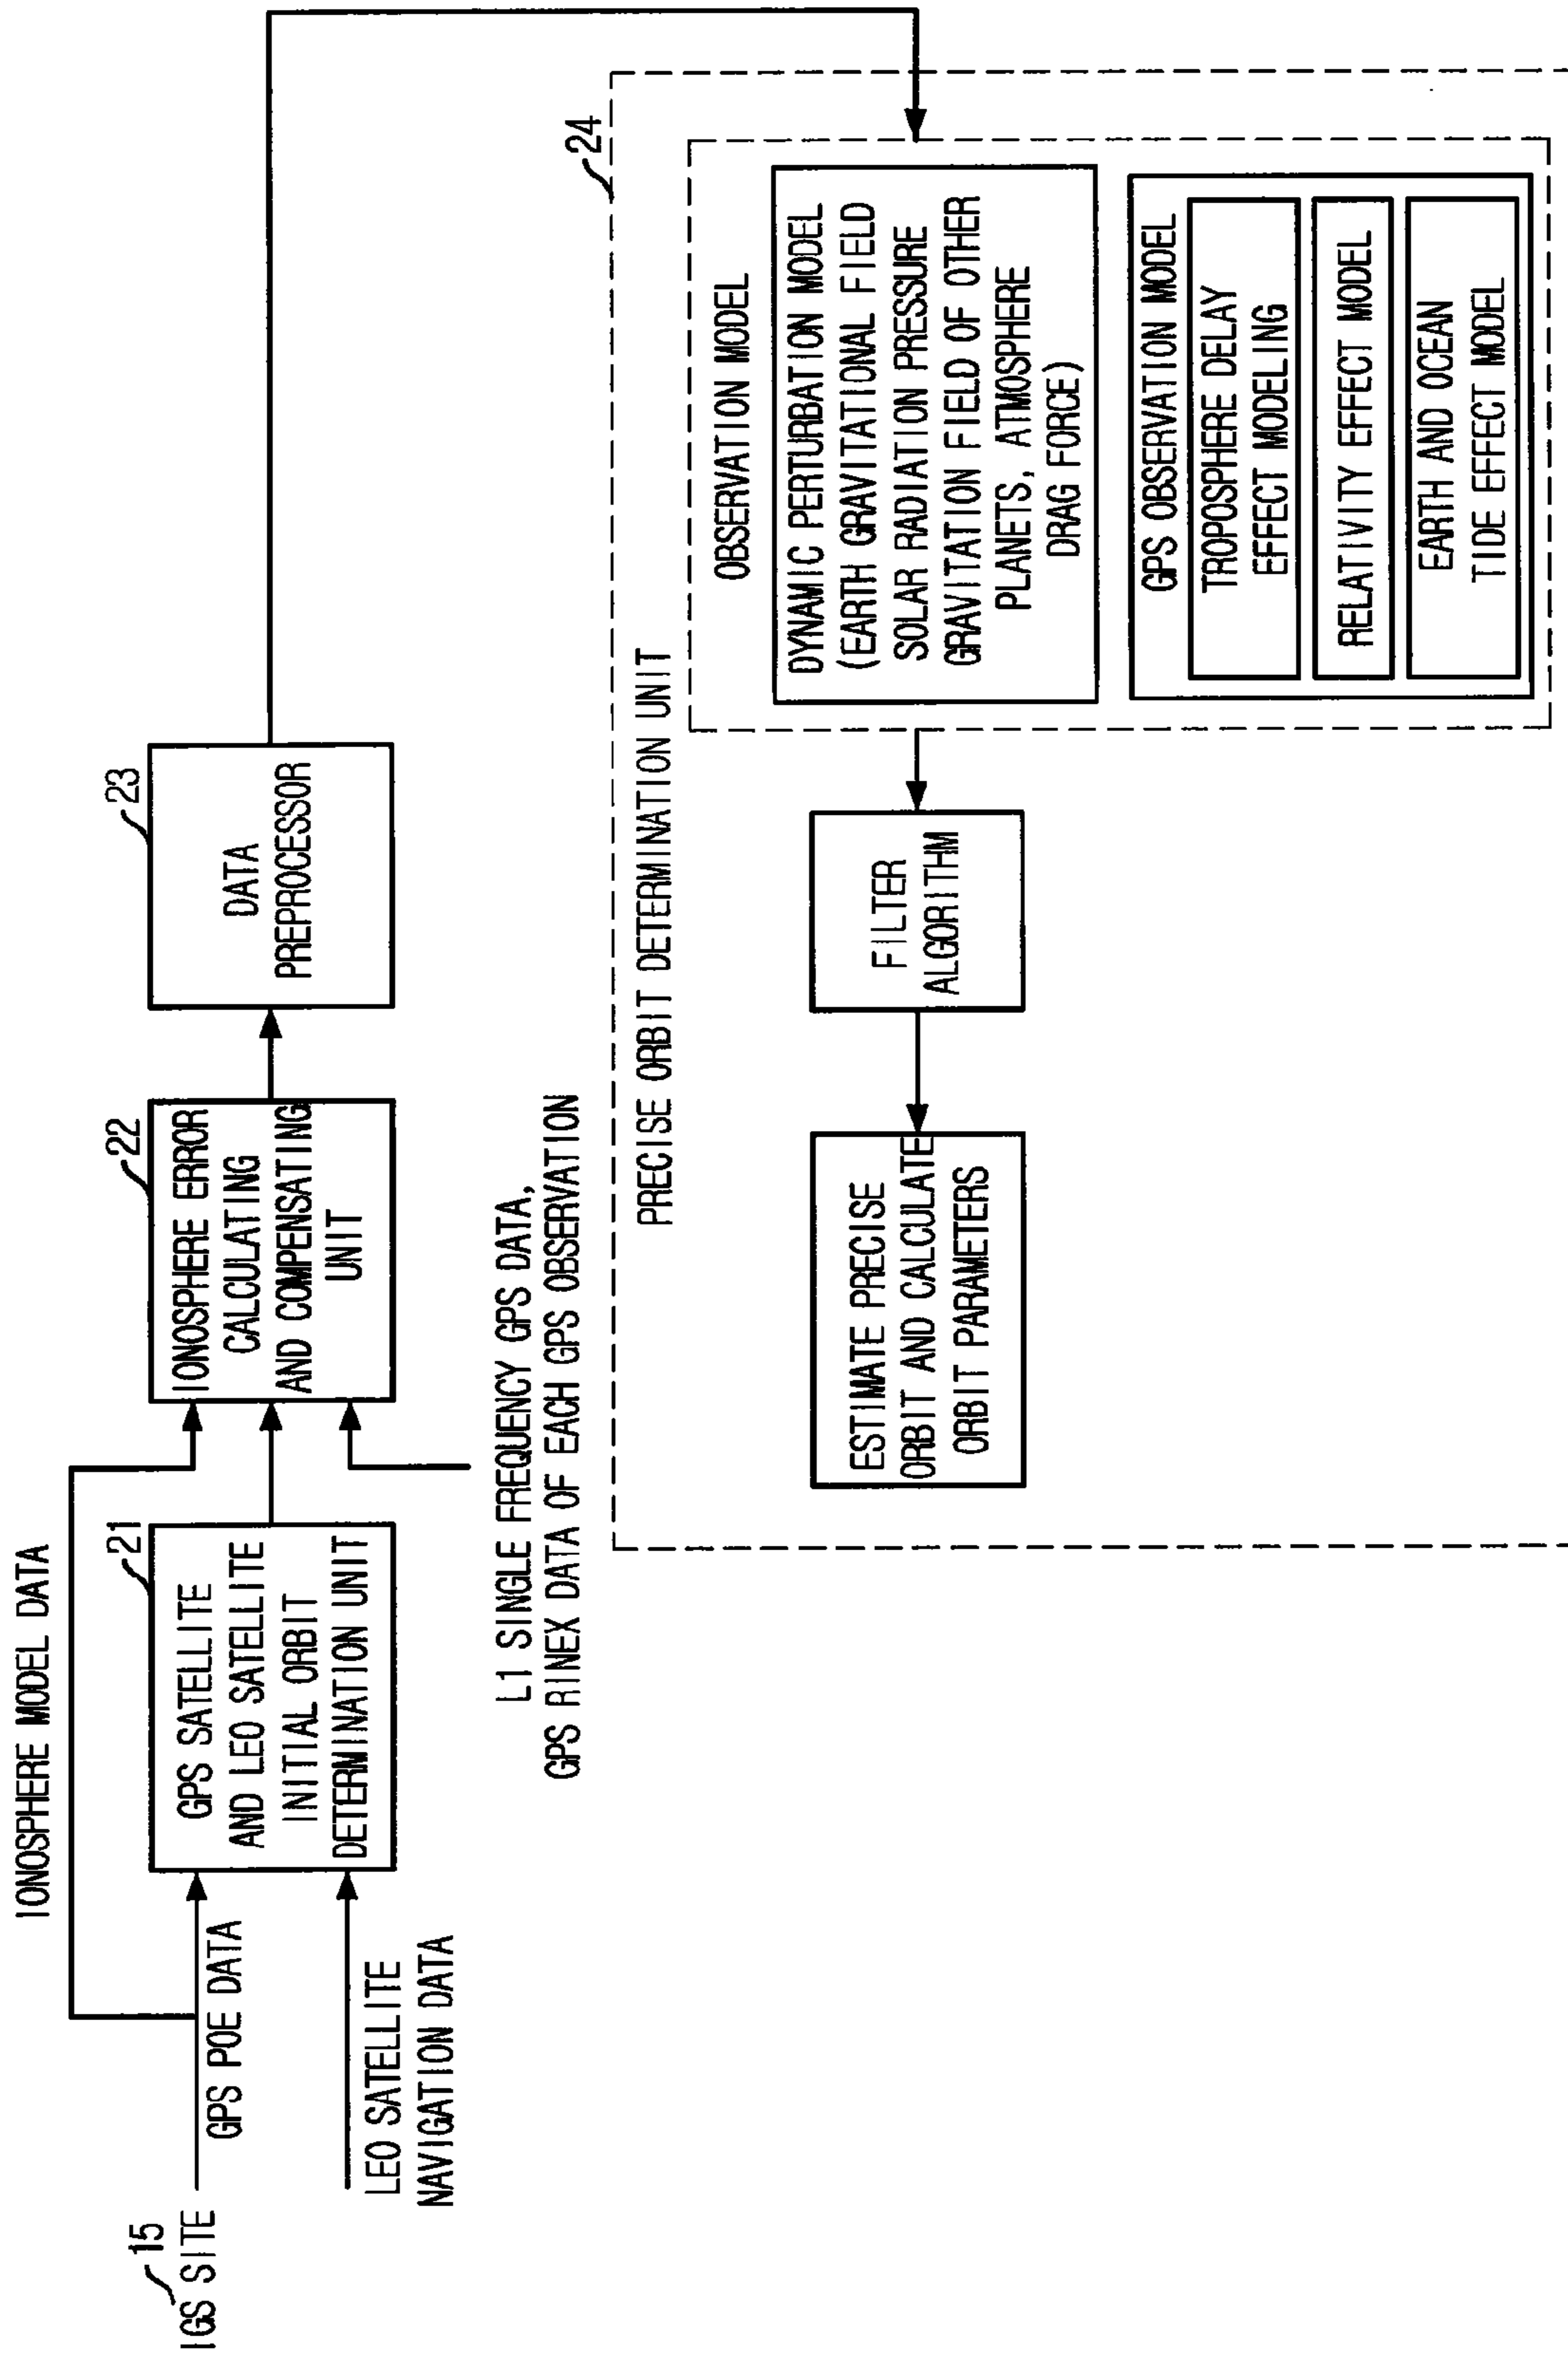 15
IGS SITE
GPS POE DATA
IONOSPHERE MODEL DATA
LEO SATELLITE
NAVIGATION DATA
21
GPS SATELLITE
AND LEO SATELLITE
INITIAL ORBIT
DETERMINATION UNIT
L1 SINGLE FREQUENCY GPS DATA,
GPS RINEX DATA OF EACH GPS OBSERVATION
22
IONOSPHERE ERROR
CALCULATING
AND COMPENSATING
UNIT
23
DATA
PREPROCESSOR
24
PRECISE ORBIT DETERMINATION UNIT
OBSERVATION MODEL
DYNAMIC PERTURBATION MODEL
(EARTH GRAVITATIONAL FIELD
SOLAR RADIATION PRESSURE
GRAVITATION FIELD OF OTHER
PLANETS, ATMOSPHERE
DRAG FORCE)
GPS OBSERVATION MODEL
TROPOSPHERE DELAY
EFFECT MODELING
RELATIVITY EFFECT MODEL
EARTH AND OCEAN
TIDE EFFECT MODEL
FILTER
ALGORITHM
ESTIMATE PRECISE
ORBIT AND CALCULATE
ORBIT PARAMETERS